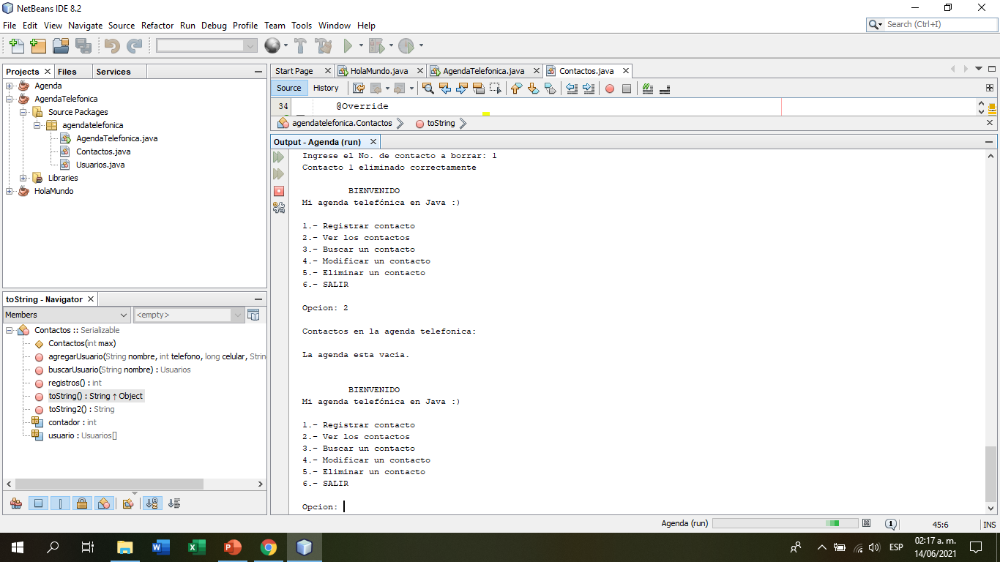 NetBeans IDE 8.2
File Edit View Navigate Source Refactor Run Debug Profile Team Tools Window Help
Search (Ctrl+I)
Projects Files Services
Agenda
AgendaTelefonica
Source Packages
agendatelefonica
AgendaTelefonica.java
Contactos.java
Usuarios.java
Libraries
HolaMundo
toString - Navigator
Members <empty>
Contactos :: Serializable
Contactos(int max)
agregarUsuario(String nombre, int telefono, long celular, Strin
buscarUsuario(String nombre) : Usuarios
registros() : int
toString() : String ↑ Object
toString2() : String
contador : int
usuario : Usuarios[]
Start Page HolaMundo.java AgendaTelefonica.java Contactos.java
Source History
34 @Override
agendatelefonica.Contactos toString
Output - Agenda (run)
Ingrese el No. de contacto a borrar: 1
Contacto 1 eliminado correctamente
BIENVENIDO
Mi agenda telefónica en Java :)
1.- Registrar contacto
2.- Ver los contactos
3.- Buscar un contacto
4.- Modificar un contacto
5.- Eliminar un contacto
6.- SALIR
Opcion: 2
Contactos en la agenda telefonica:
La agenda esta vacia.
BIENVENIDO
Mi agenda telefónica en Java :)
1.- Registrar contacto
2.- Ver los contactos
3.- Buscar un contacto
4.- Modificar un contacto
5.- Eliminar un contacto
6.- SALIR
Opcion:
Agenda (run) 1 45:6 INS
ESP 02:17 a. m.
14/06/2021